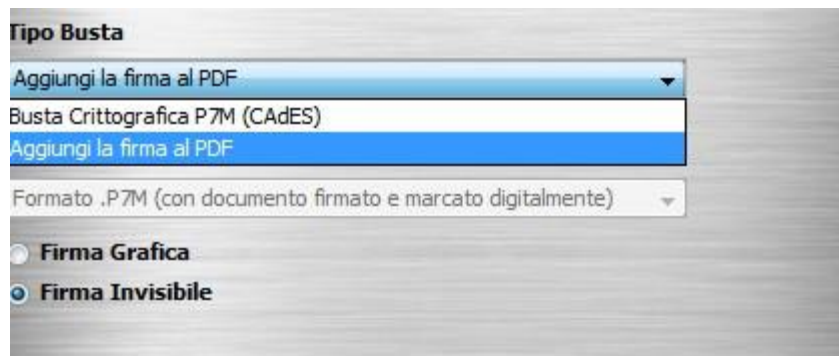 Tipo Busta
Aggiungi la firma al PDF
Busta Crittografica P7M (CAdES)
Aggiungi la firma al PDF
Formato .P7M (con documento firmato e marcato digitalmente)
Firma Grafica
Firma Invisibile